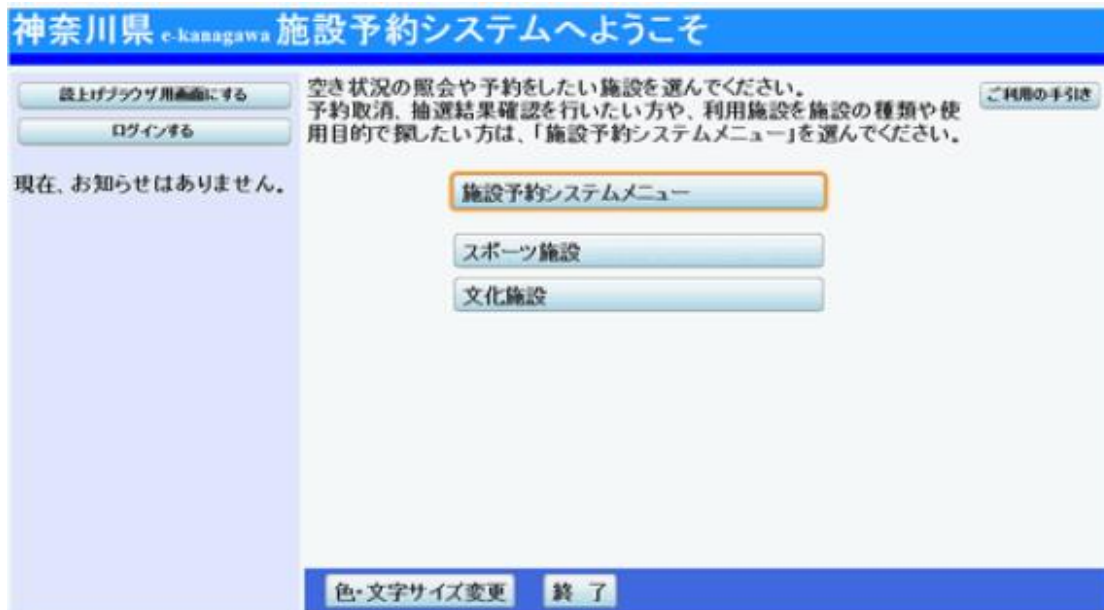 神奈川県 e-kanagawa 施設予約システムへようこそ
読上げブラウザ用画面にする
ログインする
現在、お知らせはありません。
空き状況の照会や予約をしたい施設を選んでください。
予約取消、抽選結果確認を行いたい方や、利用施設を施設の種類や使
用目的で探したい方は、「施設予約システムメニュー」を選んでください。
ご利用の手引き
施設予約システムメニュー
スポーツ施設
文化施設
色・文字サイズ変更
終 了